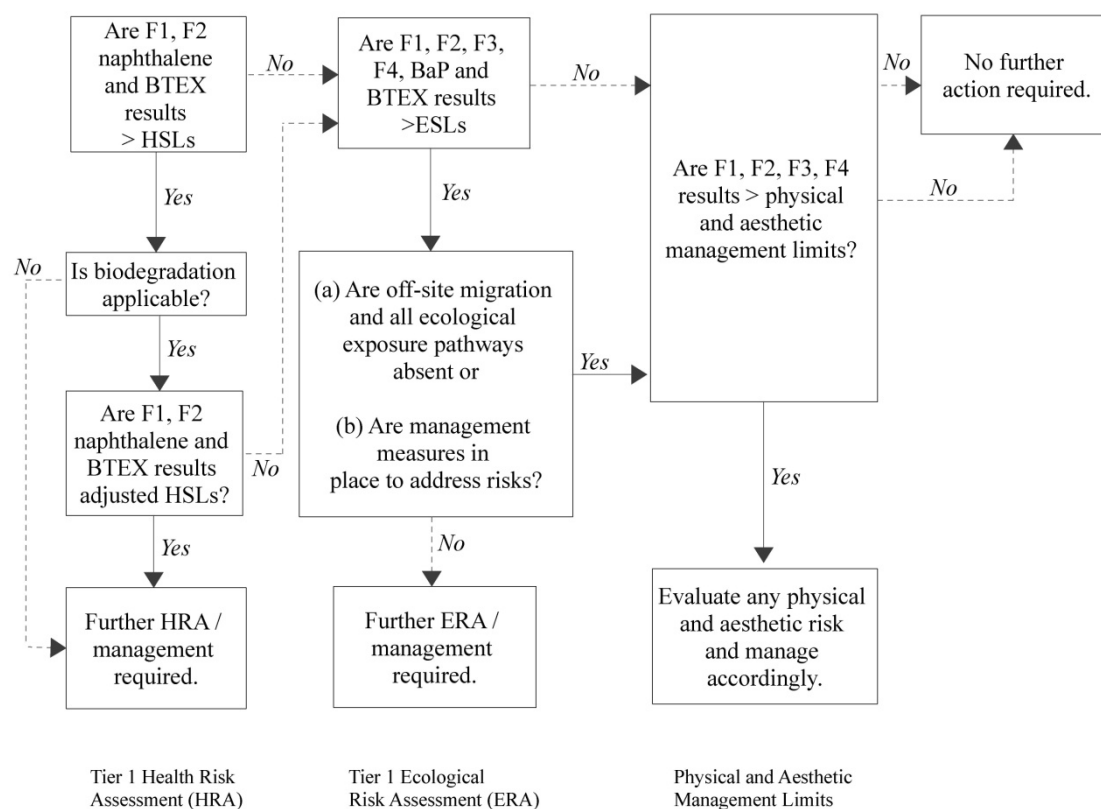 Are F1, F2
naphthalene
and BTEX
results
> HSLs
No
Are F1, F2, F3,
F4, BaP and
BTEX results
>ESLs
No
Are F1, F2, F3, F4
results > physical
and aesthetic
management limits?
No
No further
action required.
No
Yes
Yes
No
Is biodegradation
applicable?
Yes
Are F1, F2
naphthalene and
BTEX results
adjusted HSLs?
No
Yes
Further HRA /
management
required.
(a) Are off-site migration
and all ecological
exposure pathways
absent or
(b) Are management
measures in
place to address risks?
Yes
No
Further ERA /
management
required.
Yes
Evaluate any physical
and aesthetic risk
and manage
accordingly.
Tier 1 Health Risk
Assessment (HRA)
Tier 1 Ecological
Risk Assessment (ERA)
Physical and Aesthetic
Management Limits